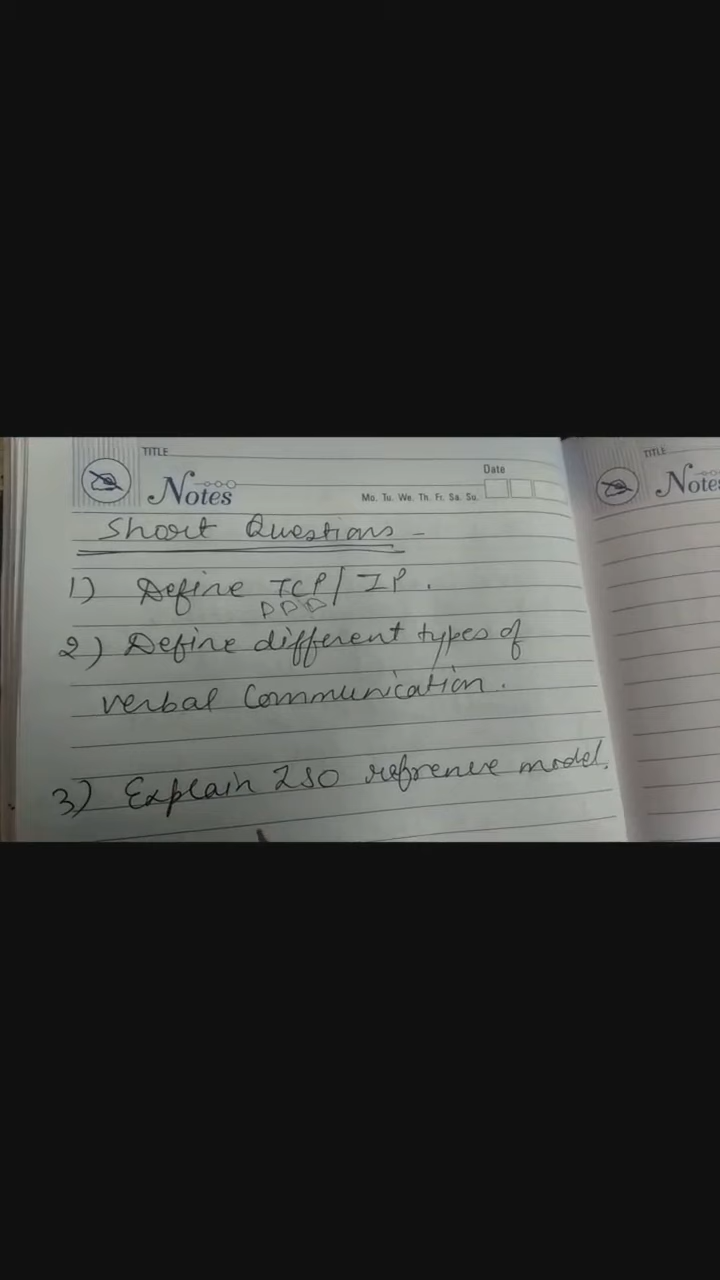 TITLE
Notes
Date
Mo. Tu. We. Th. Fr. Sa. Su.
Short Questions -
1) Define TCP/IP.
2) Define different types of
verbal Communication.
3) Explain ISO refrence model.
TITLE
Note